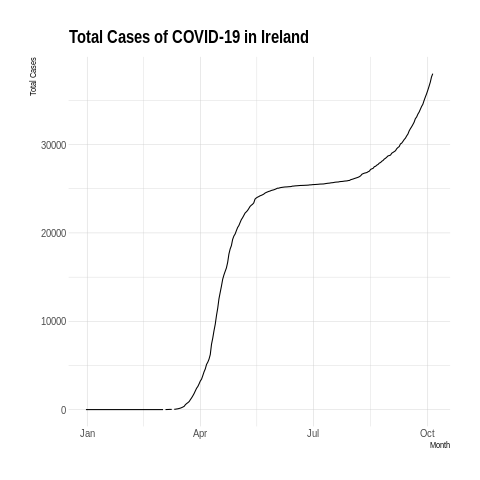 Total Cases of COVID-19 in Ireland
Total Cases
30000
20000
10000
0
Jan Apr Jul Oct
Month